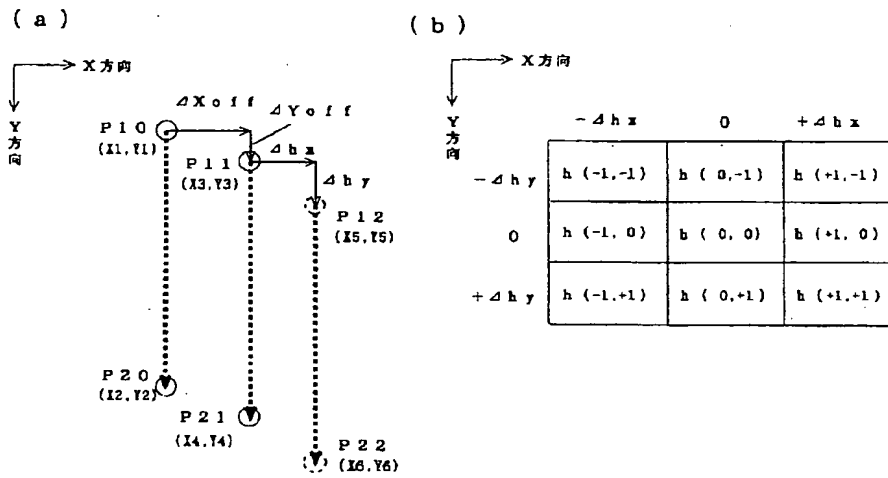 (a)
X方向
Y方向
ΔXoff
ΔYoff
P10
(X1,Y1)
Δhx
P11
(X3,Y3)
Δhy
P12
(X5,Y5)
P20
(X2,Y2)
P21
(X4,Y4)
P22
(X6,Y6)
(b)
X方向
Y方向
-Δhx 0 +Δhx
-Δhy h(-1,-1) h(0,-1) h(+1,-1)
0 h(-1,0) h(0,0) h(+1,0)
+Δhy h(-1,+1) h(0,+1) h(+1,+1)